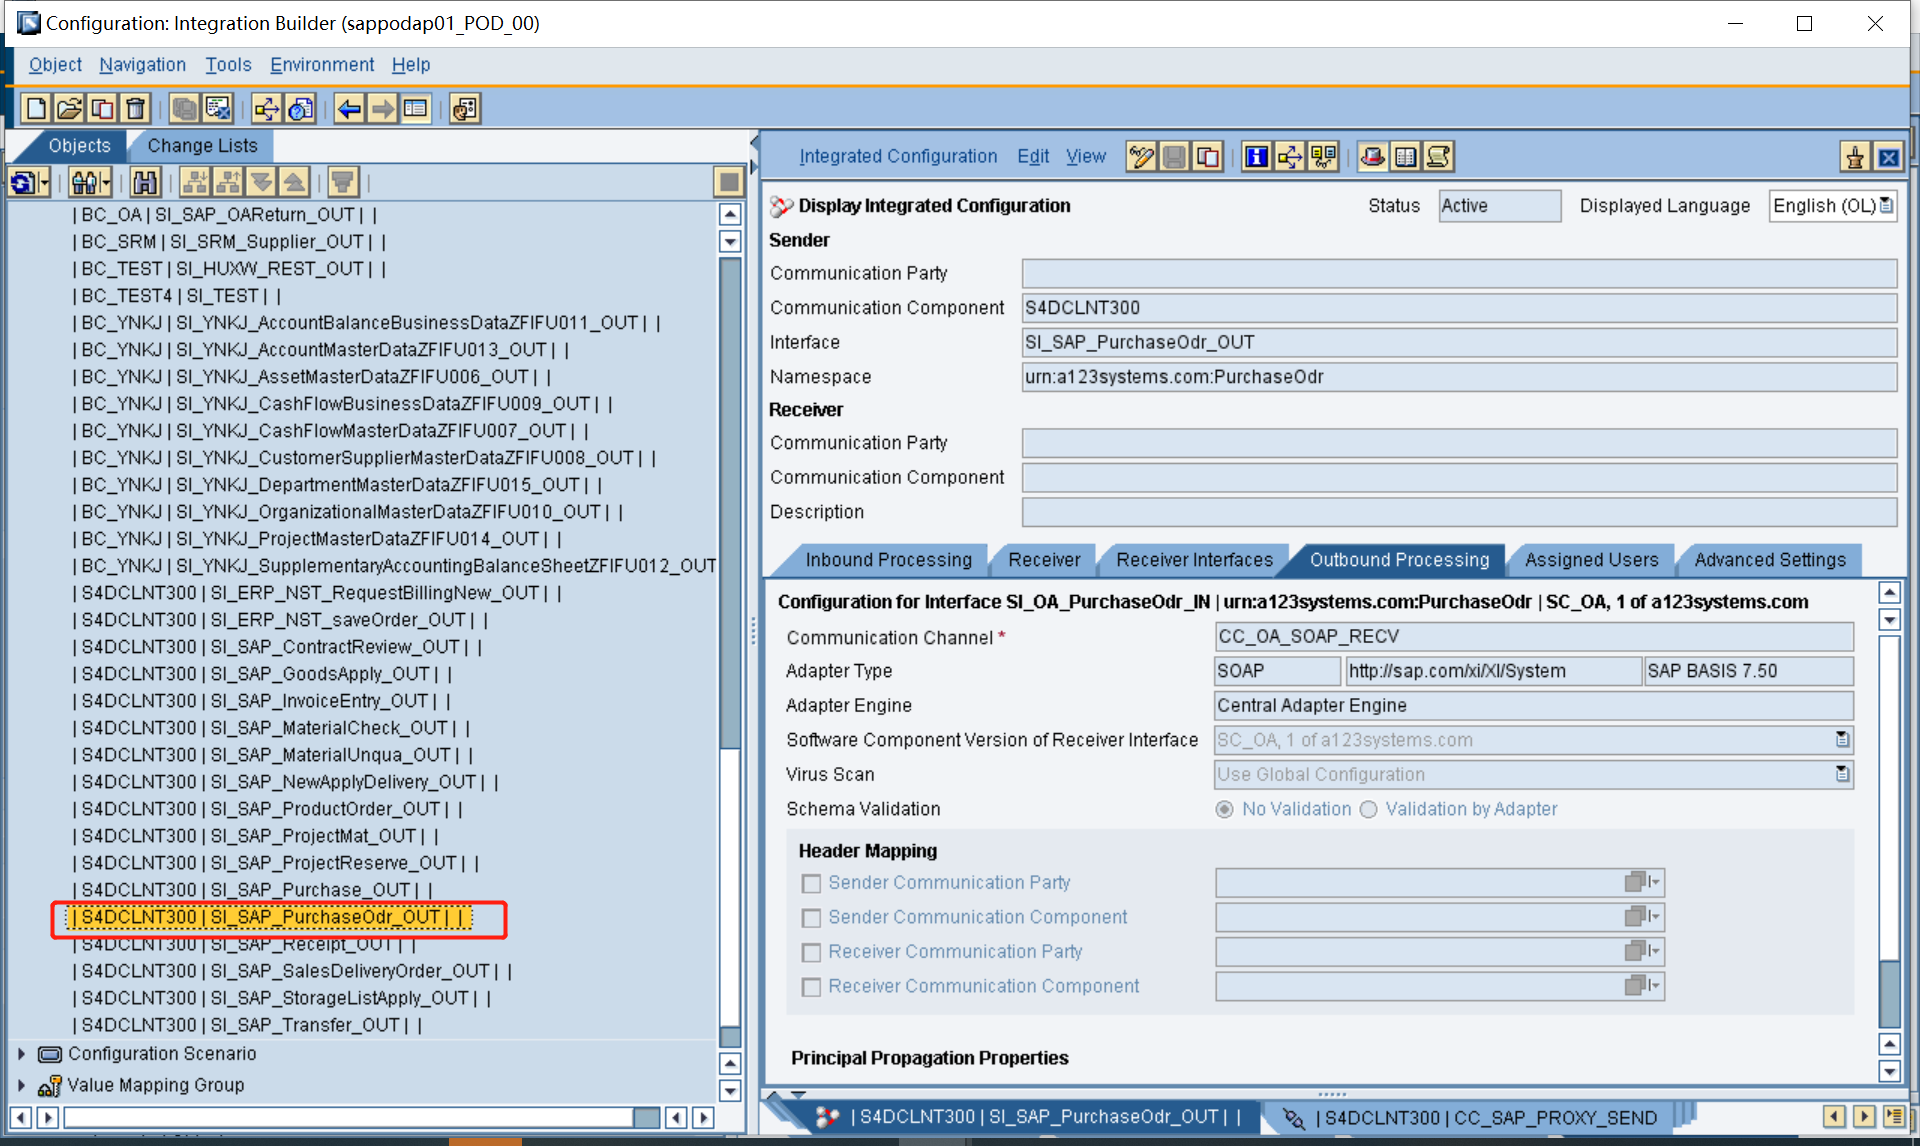 Configuration: Integration Builder (sappodap01_POD_00)
Object Navigation Tools Environment Help
Objects Change Lists
| BC_OA | SI_SAP_OAReturn_OUT | |
| BC_SRM | SI_SRM_Supplier_OUT | |
| BC_TEST | SI_HUXW_REST_OUT | |
| BC_TEST4 | SI_TEST | |
| BC_YNKJ | SI_YNKJ_AccountBalanceBusinessDataZFIFU011_OUT | |
| BC_YNKJ | SI_YNKJ_AccountMasterDataZFIFU013_OUT | |
| BC_YNKJ | SI_YNKJ_AssetMasterDataZFIFU006_OUT | |
| BC_YNKJ | SI_YNKJ_CashFlowBusinessDataZFIFU009_OUT | |
| BC_YNKJ | SI_YNKJ_CashFlowMasterDataZFIFU007_OUT | |
| BC_YNKJ | SI_YNKJ_CustomerSupplierMasterDataZFIFU008_OUT | |
| BC_YNKJ | SI_YNKJ_DepartmentMasterDataZFIFU015_OUT | |
| BC_YNKJ | SI_YNKJ_OrganizationalMasterDataZFIFU010_OUT | |
| BC_YNKJ | SI_YNKJ_ProjectMasterDataZFIFU014_OUT | |
| BC_YNKJ | SI_YNKJ_SupplementaryAccountingBalanceSheetZFIFU012_OUT
| S4DCLNT300 | SI_ERP_NST_RequestBillingNew_OUT | |
| S4DCLNT300 | SI_ERP_NST_saveOrder_OUT | |
| S4DCLNT300 | SI_SAP_ContractReview_OUT | |
| S4DCLNT300 | SI_SAP_GoodsApply_OUT | |
| S4DCLNT300 | SI_SAP_InvoiceEntry_OUT | |
| S4DCLNT300 | SI_SAP_MaterialCheck_OUT | |
| S4DCLNT300 | SI_SAP_MaterialUnqua_OUT | |
| S4DCLNT300 | SI_SAP_NewApplyDelivery_OUT | |
| S4DCLNT300 | SI_SAP_ProductOrder_OUT | |
| S4DCLNT300 | SI_SAP_ProjectMat_OUT | |
| S4DCLNT300 | SI_SAP_ProjectReserve_OUT | |
| S4DCLNT300 | SI_SAP_Purchase_OUT | |
| S4DCLNT300 | SI_SAP_PurchaseOdr_OUT | |
| S4DCLNT300 | SI_SAP_Receipt_OUT | |
| S4DCLNT300 | SI_SAP_SalesDeliveryOrder_OUT | |
| S4DCLNT300 | SI_SAP_StorageListApply_OUT | |
| S4DCLNT300 | SI_SAP_Transfer_OUT | |
Configuration Scenario
Value Mapping Group
Integrated Configuration Edit View
Display Integrated Configuration Status Active Displayed Language English (OL)
Sender
Communication Party
Communication Component S4DCLNT300
Interface SI_SAP_PurchaseOdr_OUT
Namespace urn:a123systems.com:PurchaseOdr
Receiver
Communication Party
Communication Component
Description
Inbound Processing Receiver Receiver Interfaces Outbound Processing Assigned Users Advanced Settings
Configuration for Interface SI_OA_PurchaseOdr_IN | urn:a123systems.com:PurchaseOdr | SC_OA, 1 of a123systems.com
Communication Channel * CC_OA_SOAP_RECV
Adapter Type SOAP http://sap.com/xi/XI/System SAP BASIS 7.50
Adapter Engine Central Adapter Engine
Software Component Version of Receiver Interface SC_OA, 1 of a123systems.com
Virus Scan Use Global Configuration
Schema Validation No Validation Validation by Adapter
Header Mapping
Sender Communication Party
Sender Communication Component
Receiver Communication Party
Receiver Communication Component
Principal Propagation Properties
| S4DCLNT300 | SI_SAP_PurchaseOdr_OUT | | | S4DCLNT300 | CC_SAP_PROXY_SEND